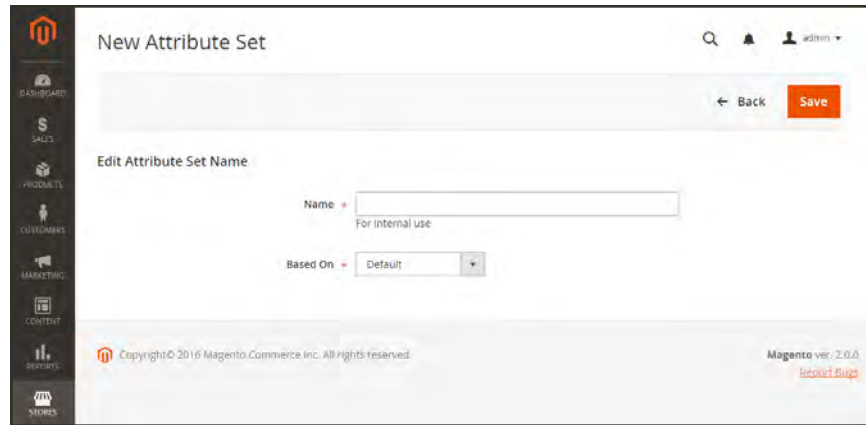 New Attribute Set
admin
DASHBOARD
← Back
Save
SALES
Edit Attribute Set Name
PRODUCTS
Name *
For internal use
CUSTOMERS
Based On *
Default
MARKETING
CONTENT
REPORTS
Copyright© 2016 Magento Commerce Inc. All rights reserved.
Magento ver. 2.0.0
Report Bugs
STORES